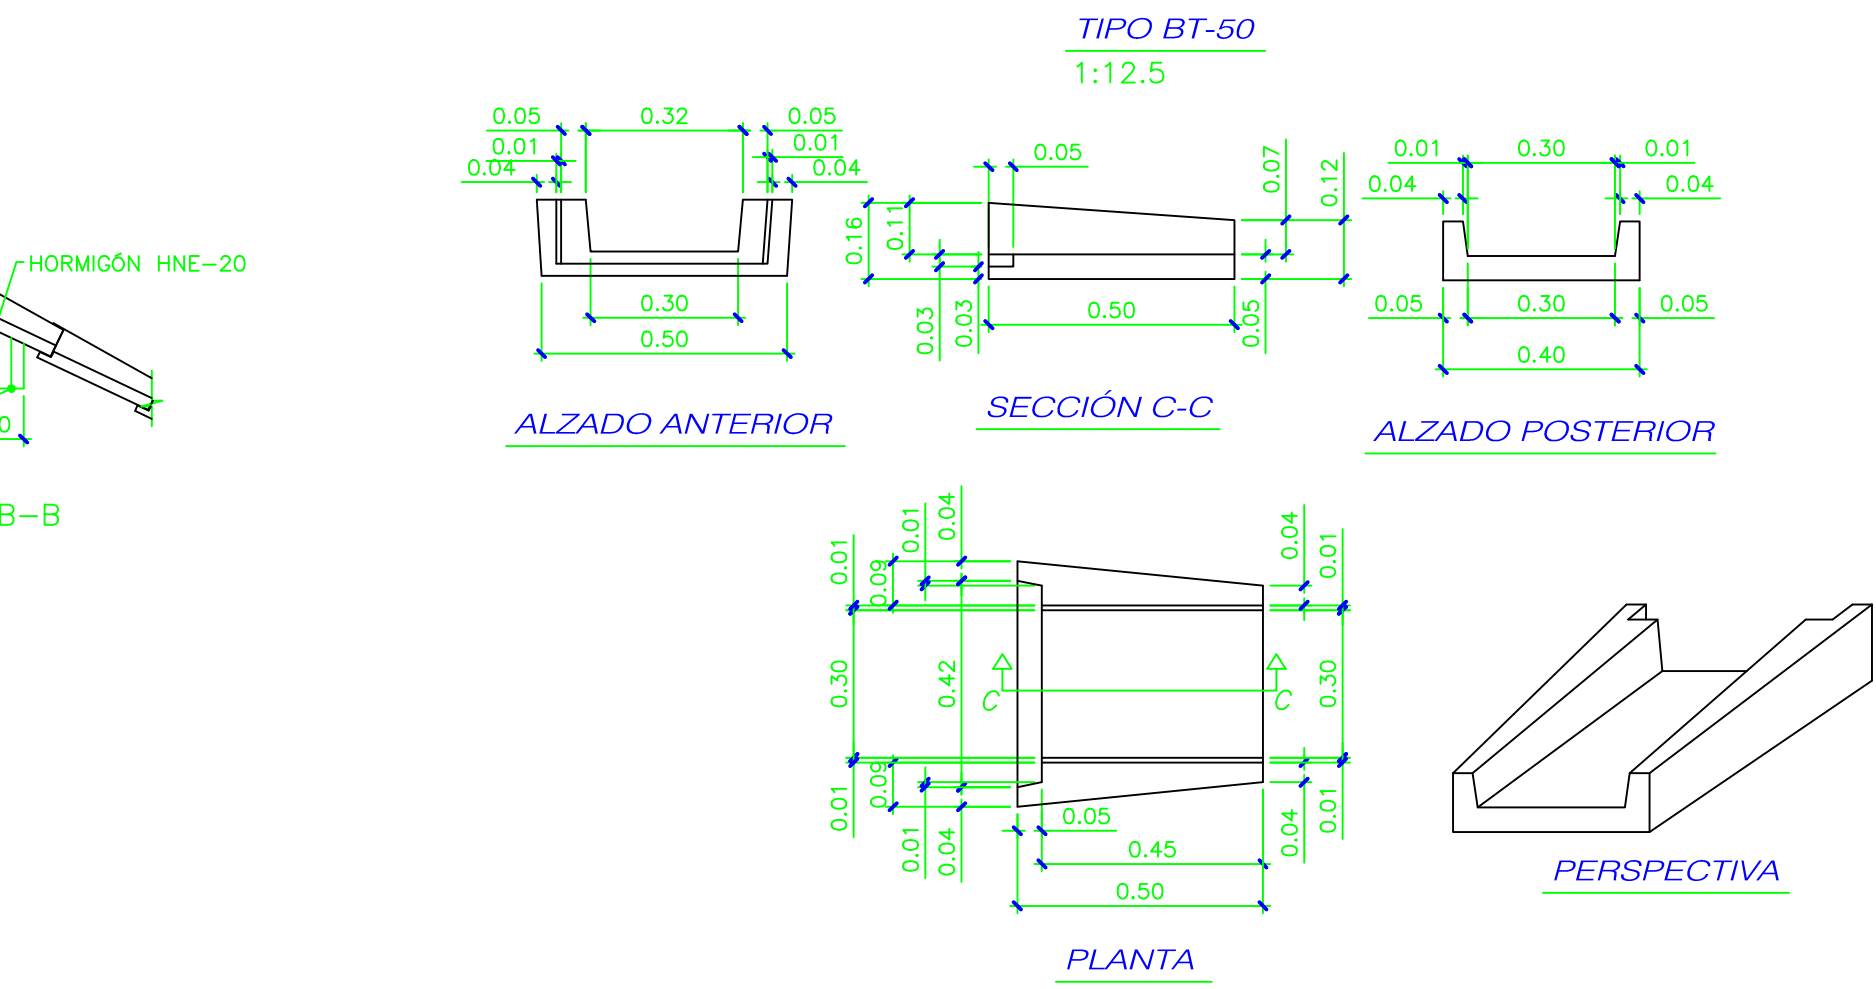 TIPO BT-50
1:12.5
0.05 0.32 0.05
0.01 0.01
0.04 0.04
0.30
0.50
ALZADO ANTERIOR
0.05
0.07
0.12
0.16
0.11
0.03
0.03
0.50
0.05
SECCIÓN C-C
0.01 0.30 0.01
0.04 0.04
0.05 0.30 0.05
0.40
ALZADO POSTERIOR
HORMIGÓN HNE-20
0
B-B
0.01
0.09
0.01
0.04
0.04
0.01
0.30
0.42
0.30
C C
0.01
0.09
0.01
0.04
0.04
0.01
0.05
0.45
0.50
PLANTA
PERSPECTIVA